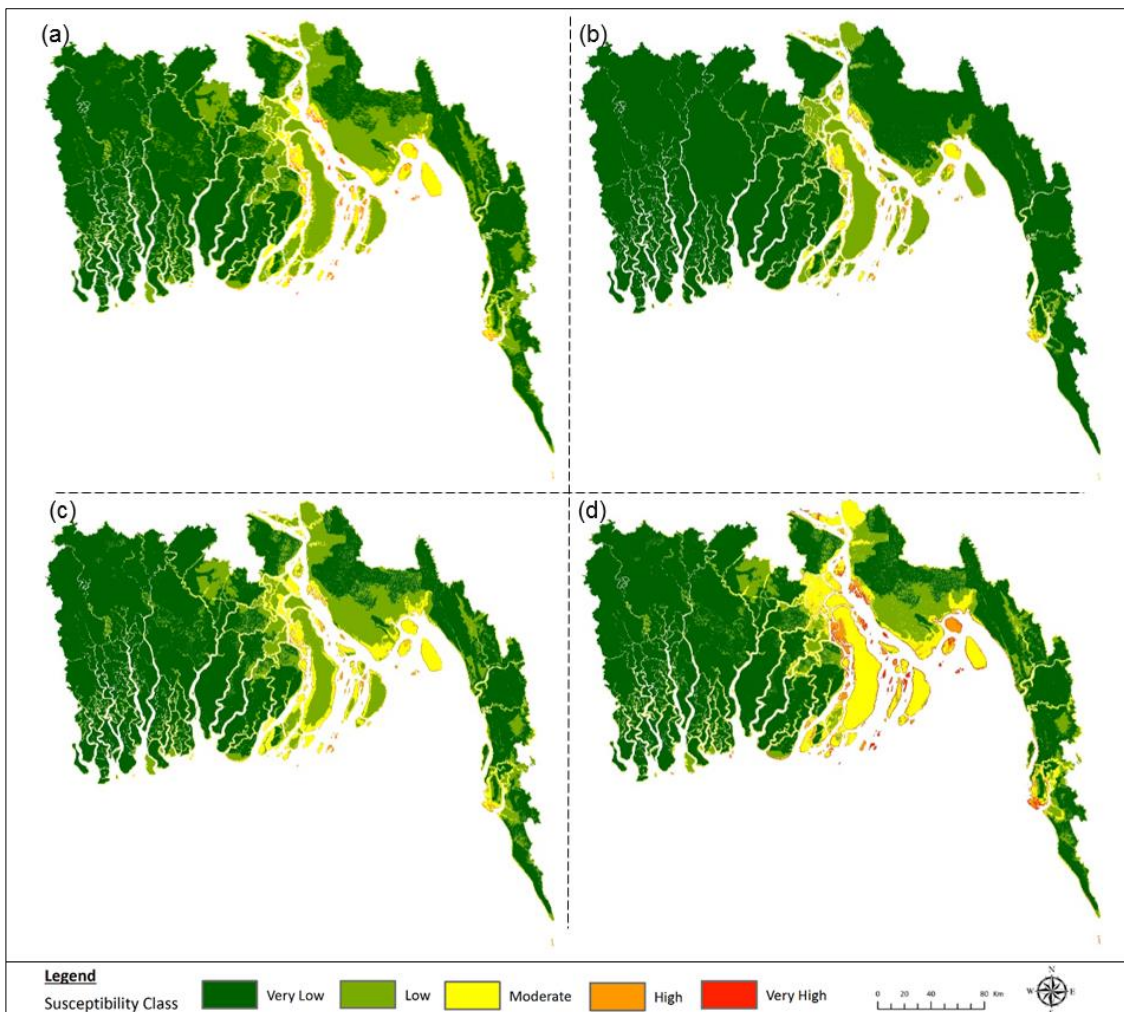 (a)
(b)
(c)
(d)
Legend
Susceptibility Class
Very Low
Low
Moderate
High
Very High
0 20 40 80 Km
N
W E
S